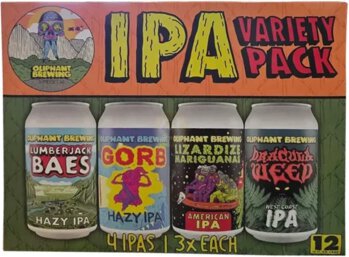 OLIPHANT
BREWING
IPA
VARIETY
PACK
OLIPHANT BREWING
LUMBERJACK
BAES
HAZY IPA
OLIPHANT BREWING
GORB
HAZY IPA
OLIPHANT BREWING
LIZARDIZE
MARIGUANA!
AMERICAN
IPA
OLIPHANT BREWING
DRACULA
WEED
WEST COAST
IPA
4 IPAS | 3X EACH
12